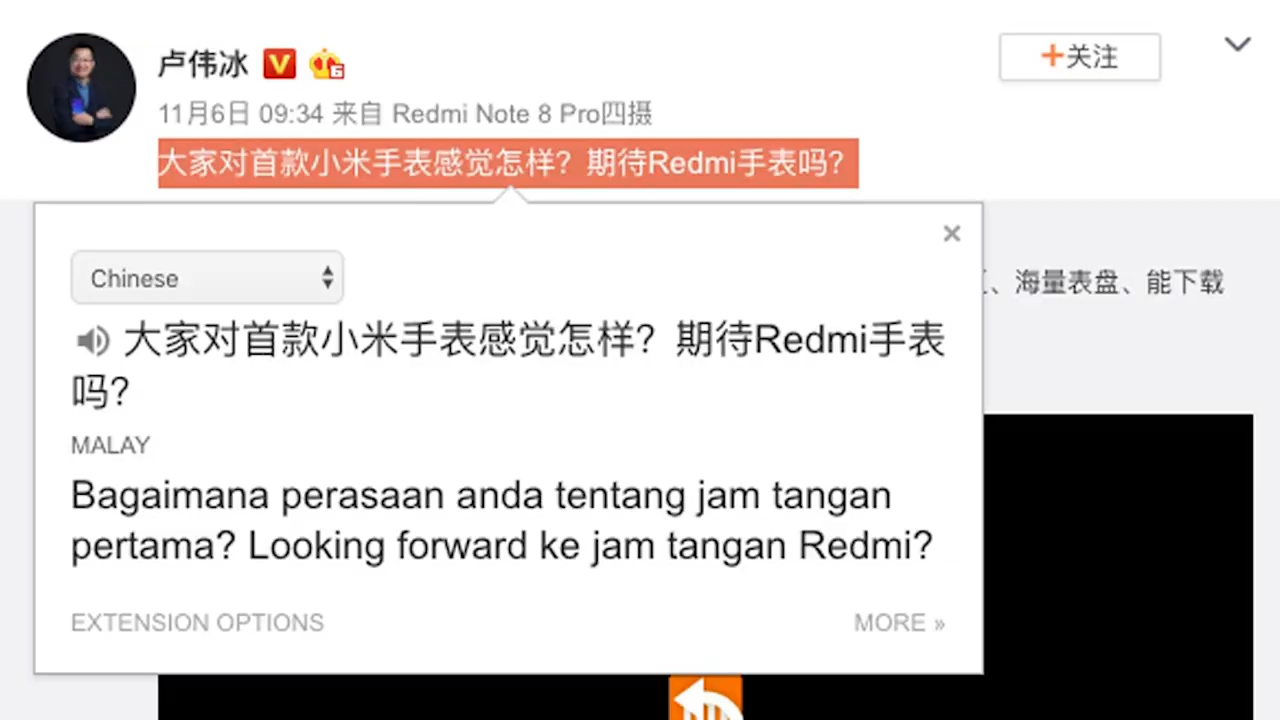 卢伟冰
+关注
11月6日 09:34 来自 Redmi Note 8 Pro四摄
大家对首款小米手表感觉怎样？期待Redmi手表吗？
×
Chinese
、海量表盘、能下载
大家对首款小米手表感觉怎样？期待Redmi手表
吗？
MALAY
Bagaimana perasaan anda tentang jam tangan
pertama? Looking forward ke jam tangan Redmi?
EXTENSION OPTIONS
MORE »